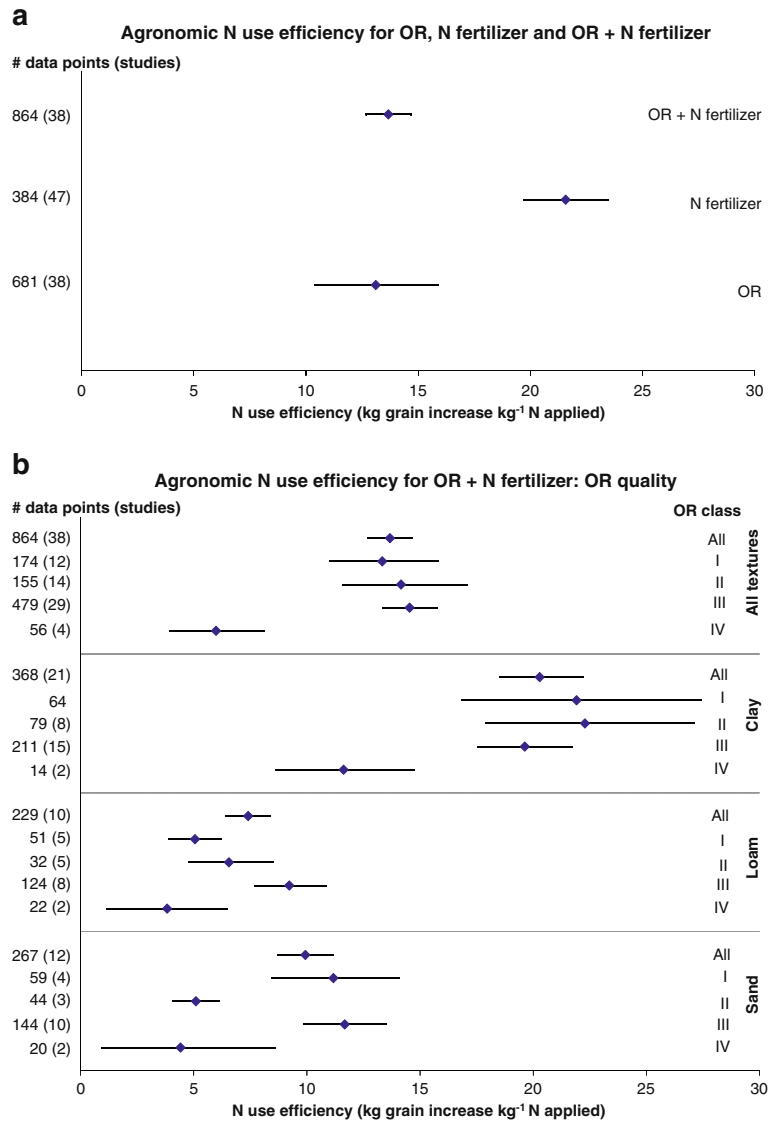 a
Agronomic N use efficiency for OR, N fertilizer and OR + N fertilizer
# data points (studies)
864 (38) OR + N fertilizer
384 (47) N fertilizer
681 (38) OR
0 5 10 15 20 25 30
N use efficiency (kg grain increase kg-1 N applied)
b
Agronomic N use efficiency for OR + N fertilizer: OR quality
# data points (studies) OR class
864 (38) All
174 (12) I
155 (14) II
479 (29) III
56 (4) IV
All textures
368 (21) All
64 I
79 (8) II
211 (15) III
14 (2) IV
Clay
229 (10) All
51 (5) I
32 (5) II
124 (8) III
22 (2) IV
Loam
267 (12) All
59 (4) I
44 (3) II
144 (10) III
20 (2) IV
Sand
0 5 10 15 20 25 30
N use efficiency (kg grain increase kg-1 N applied)